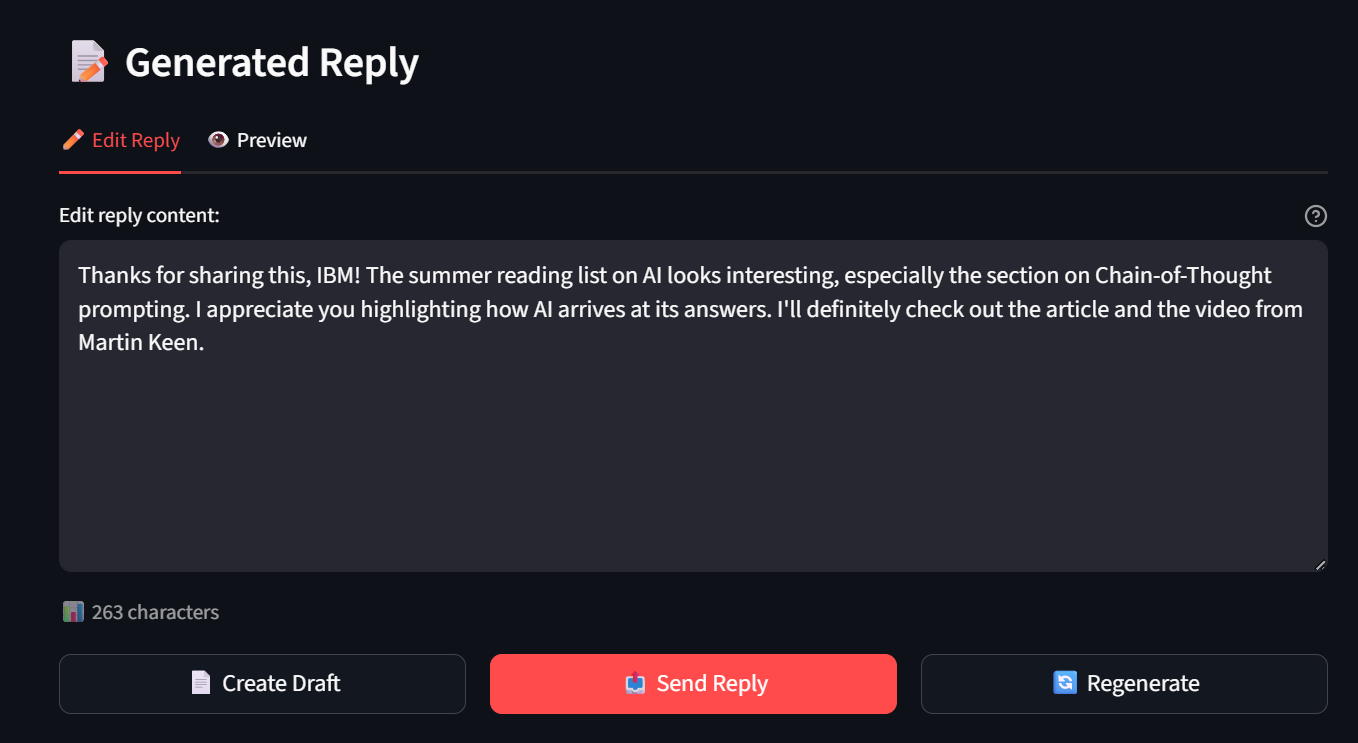 Generated Reply
Edit Reply
Preview
Edit reply content:
Thanks for sharing this, IBM! The summer reading list on AI looks interesting, especially the section on Chain-of-Thought
prompting. I appreciate you highlighting how AI arrives at its answers. I'll definitely check out the article and the video from
Martin Keen.
263 characters
Create Draft
Send Reply
Regenerate